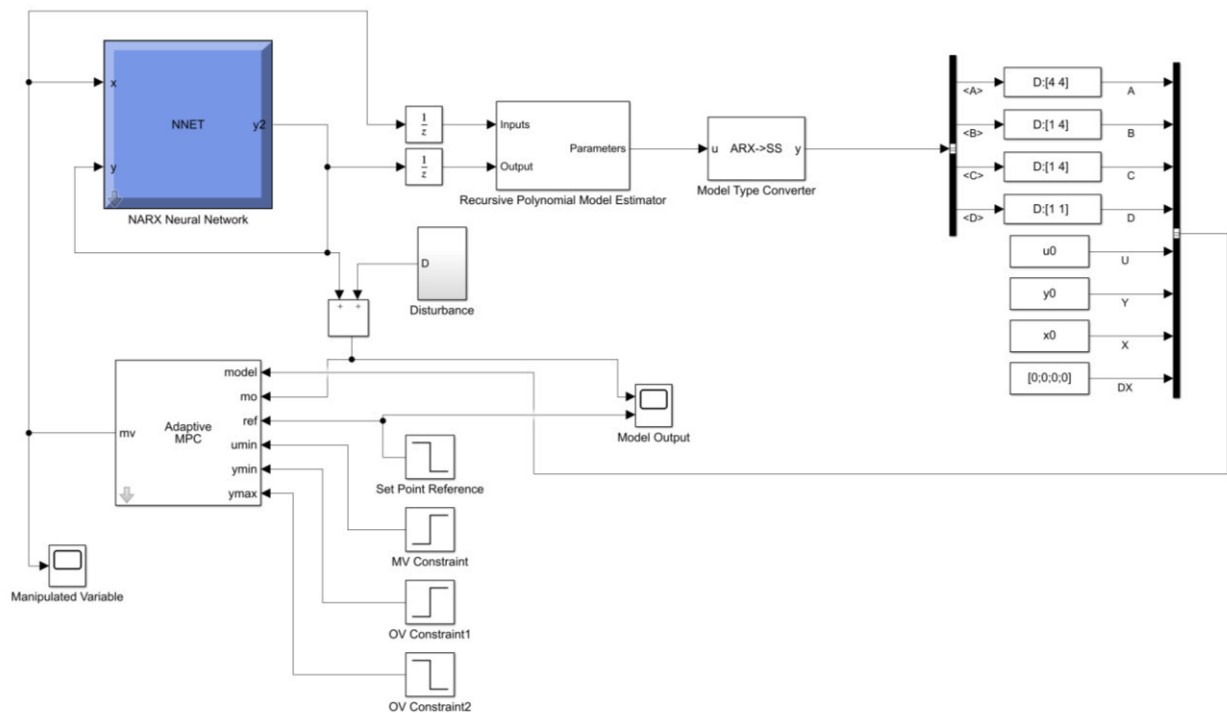 x
NNET
y2
y
NARX Neural Network
1
z
1
z
Inputs
Parameters
Output
Recursive Polynomial Model Estimator
u ARX->SS y
Model Type Converter
<A>
D:[4 4]
A
<B>
D:[1 4]
B
<C>
D:[1 4]
C
<D>
D:[1 1]
D
u0
U
y0
Y
x0
X
[0;0;0;0]
DX
D
Disturbance
+ +
model
mo
ref
umin
ymin
ymax
mv
Adaptive
MPC
Model Output
Set Point Reference
MV Constraint
Manipulated Variable
OV Constraint1
OV Constraint2